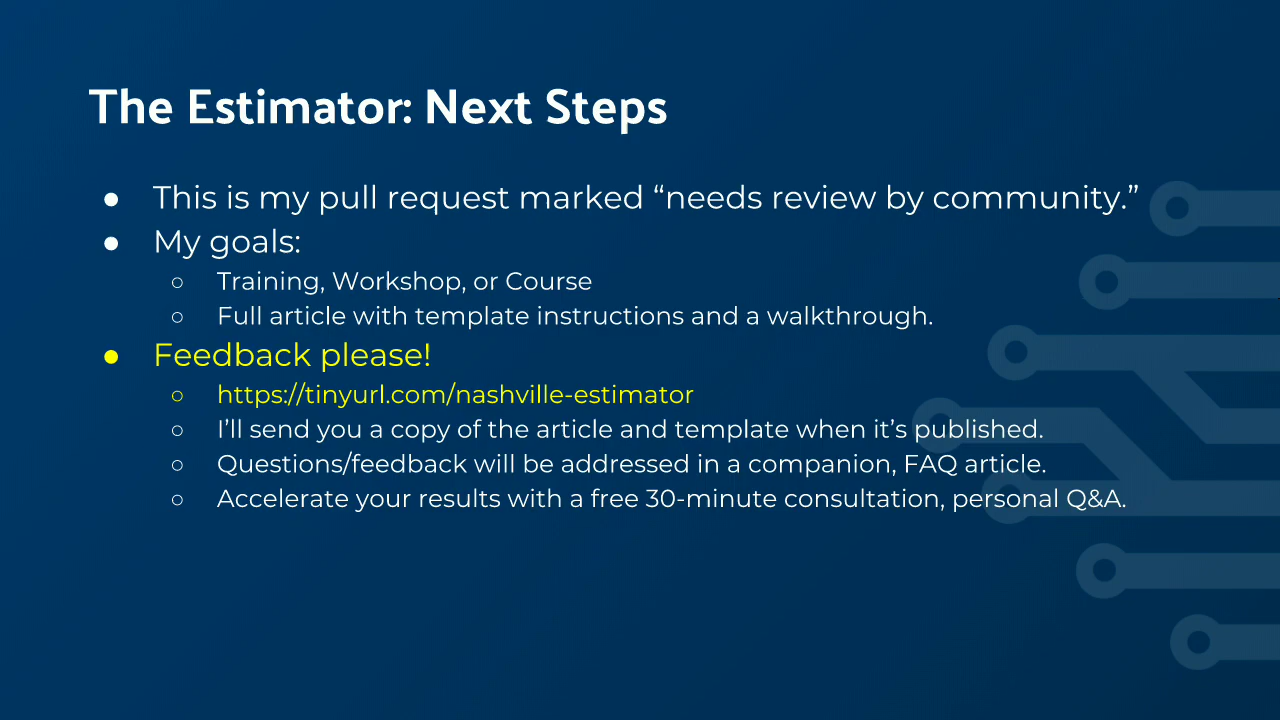 The Estimator: Next Steps
● This is my pull request marked “needs review by community.”
● My goals:
○ Training, Workshop, or Course
○ Full article with template instructions and a walkthrough.
● Feedback please!
○ https://tinyurl.com/nashville-estimator
○ I’ll send you a copy of the article and template when it’s published.
○ Questions/feedback will be addressed in a companion, FAQ article.
○ Accelerate your results with a free 30-minute consultation, personal Q&A.